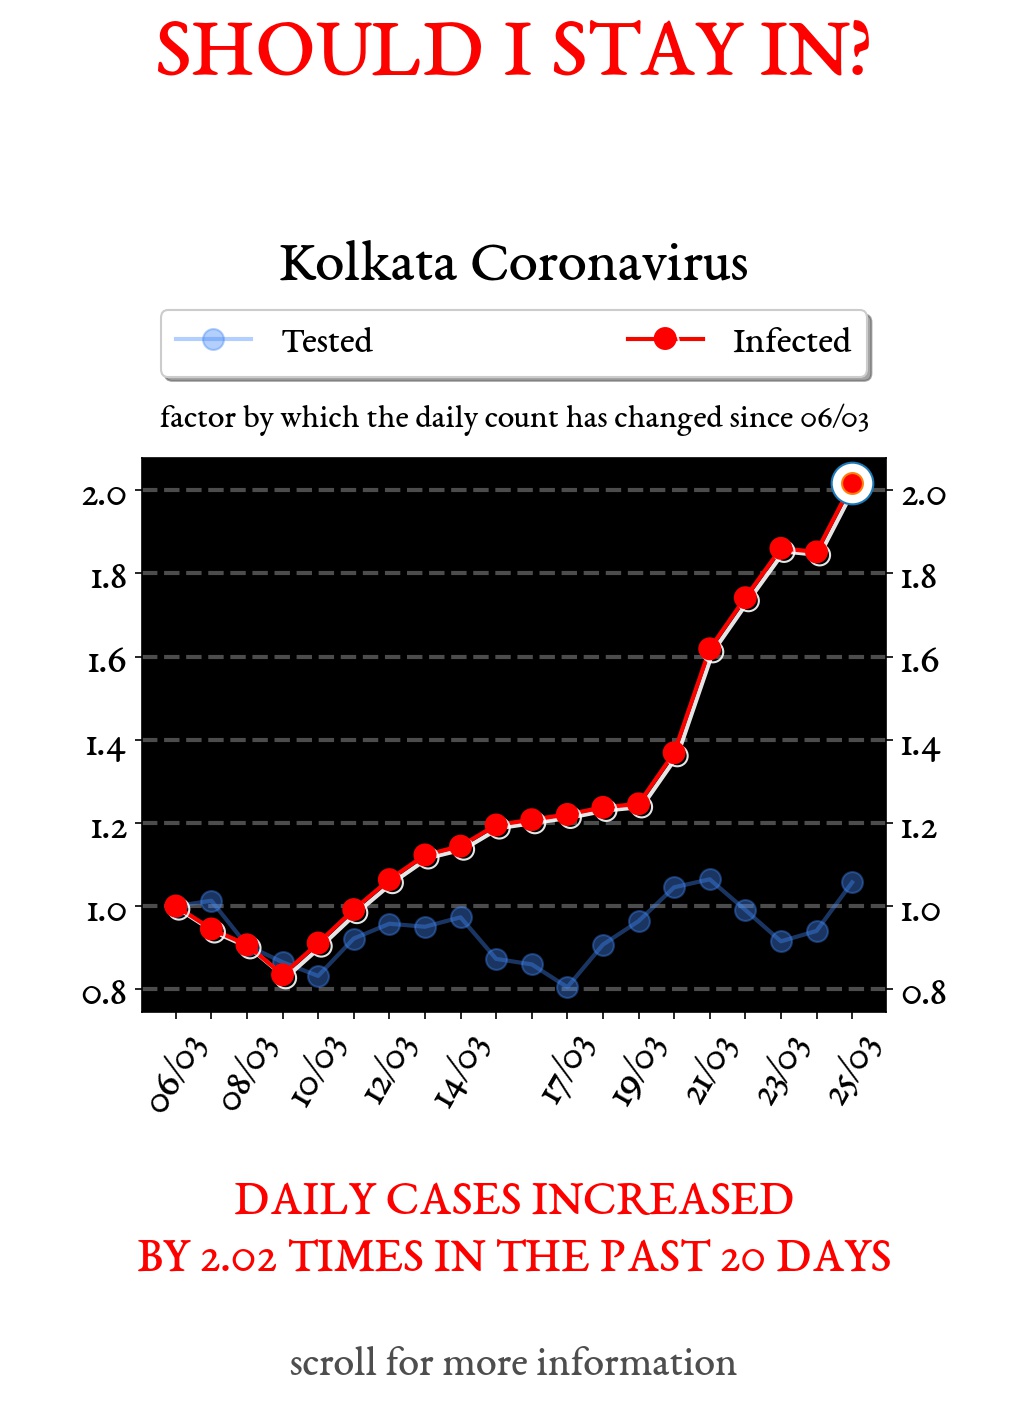 SHOULD I STAY IN?
Kolkata Coronavirus
Tested Infected
factor by which the daily count has changed since 06/03
2.0 2.0
1.8 1.8
1.6 1.6
1.4 1.4
1.2 1.2
1.0 1.0
0.8 0.8
06/03 08/03 10/03 12/03 14/03 17/03 19/03 21/03 23/03 25/03
DAILY CASES INCREASED
BY 2.02 TIMES IN THE PAST 20 DAYS
scroll for more information